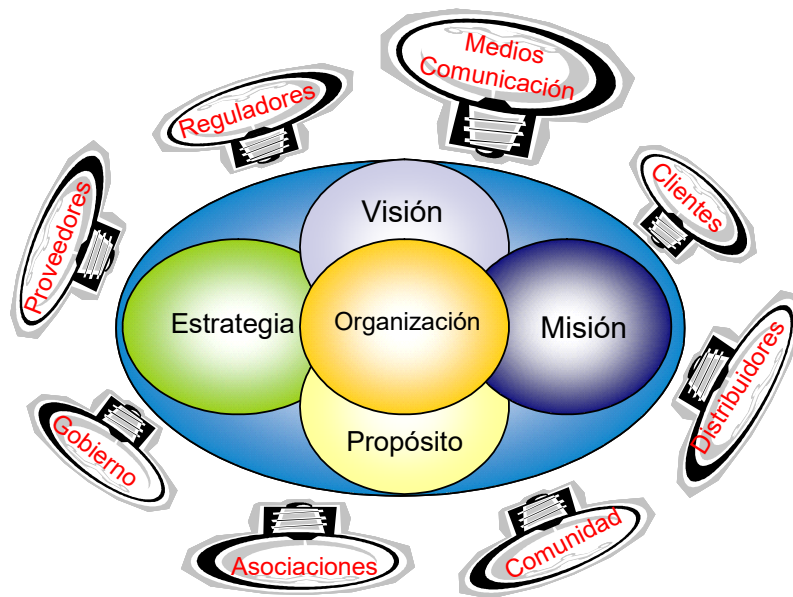 Medios
Comunicación
Reguladores
Clientes
Proveedores
Visión
Estrategia
Organización
Misión
Distribuidores
Propósito
Gobierno
Comunidad
Asociaciones